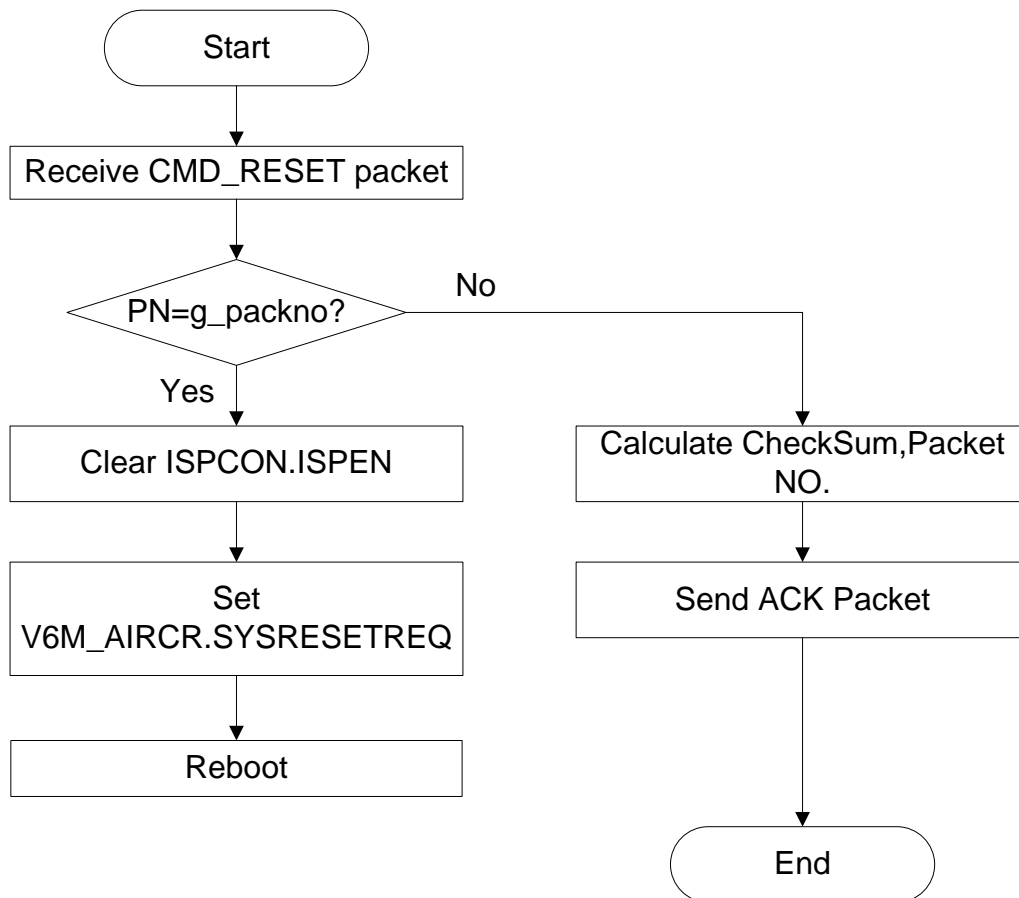 Start
Receive CMD_RESET packet
PN=g_packno?
No
Yes
Clear ISPCON.ISPEN
Set
V6M_AIRCR.SYSRESETREQ
Reboot
Calculate CheckSum,Packet
NO.
Send ACK Packet
End